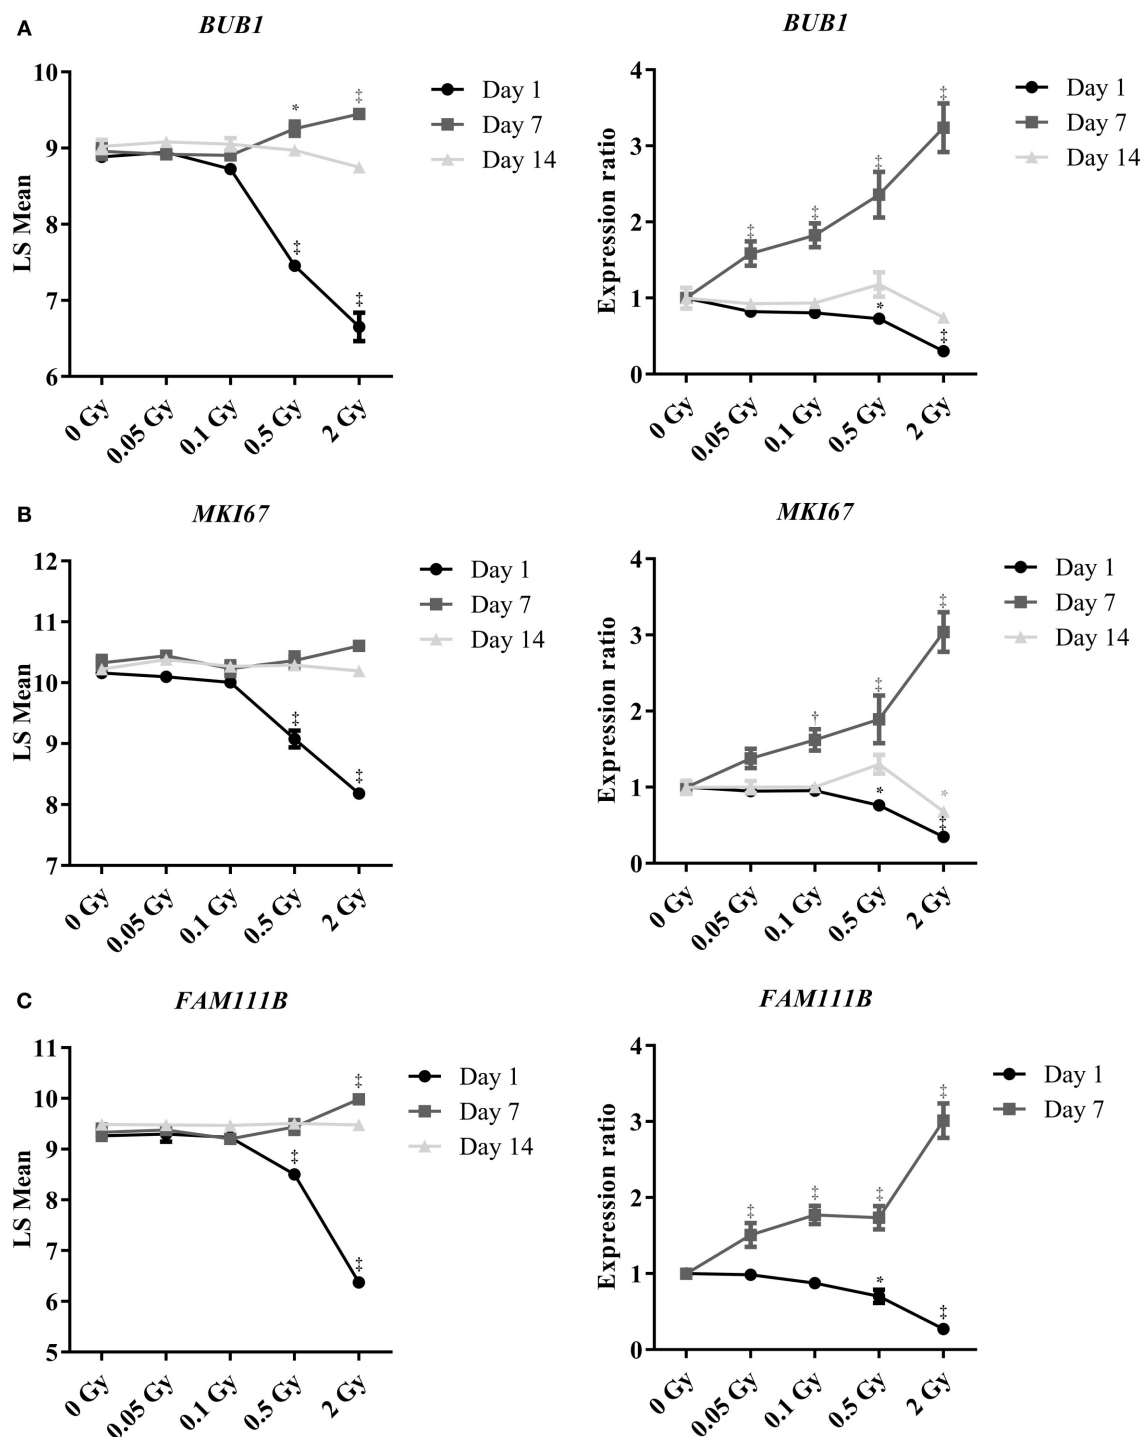 A
BUB1
BUB1
LS Mean
10
9
8
7
6
‡
‡
*
‡
0 Gy
0.05 Gy
0.1 Gy
0.5 Gy
2 Gy
Day 1
Day 7
Day 14
Expression ratio
4
3
2
1
0
‡
‡
‡
‡
*
‡
0 Gy
0.05 Gy
0.1 Gy
0.5 Gy
2 Gy
Day 1
Day 7
Day 14
B
MKI67
MKI67
LS Mean
12
11
10
9
8
7
‡
‡
0 Gy
0.05 Gy
0.1 Gy
0.5 Gy
2 Gy
Day 1
Day 7
Day 14
Expression ratio
4
3
2
1
0
†
‡
‡
*
*
‡
0 Gy
0.05 Gy
0.1 Gy
0.5 Gy
2 Gy
Day 1
Day 7
Day 14
C
FAM111B
FAM111B
LS Mean
11
10
9
8
7
6
5
‡
‡
‡
0 Gy
0.05 Gy
0.1 Gy
0.5 Gy
2 Gy
Day 1
Day 7
Day 14
Expression ratio
4
3
2
1
0
‡
‡
‡
‡
*
‡
0 Gy
0.05 Gy
0.1 Gy
0.5 Gy
2 Gy
Day 1
Day 7